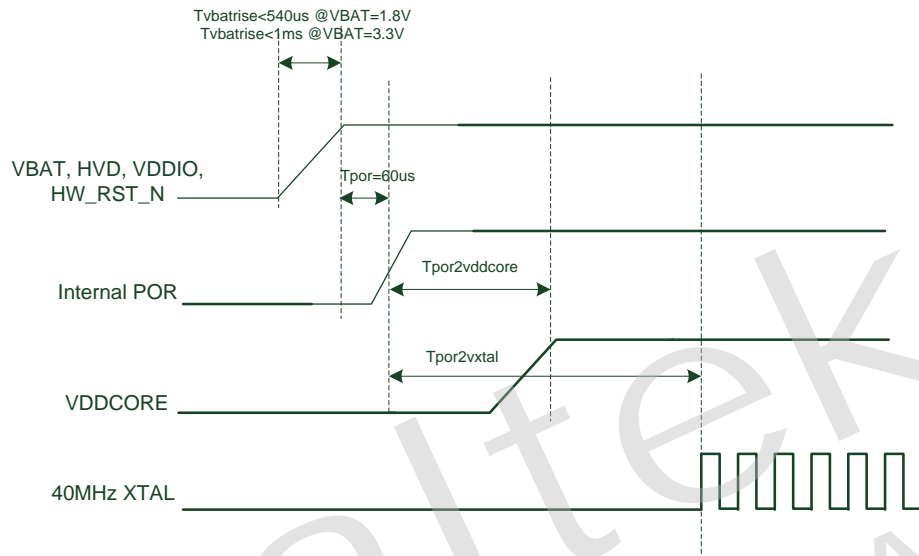 Tvbatrise<540us @VBAT=1.8V
Tvbatrise<1ms @VBAT=3.3V
VBAT, HVD, VDDIO,
HW_RST_N
Tpor=60us
Internal POR
Tpor2vddcore
Tpor2vxtal
VDDCORE
40MHz XTAL